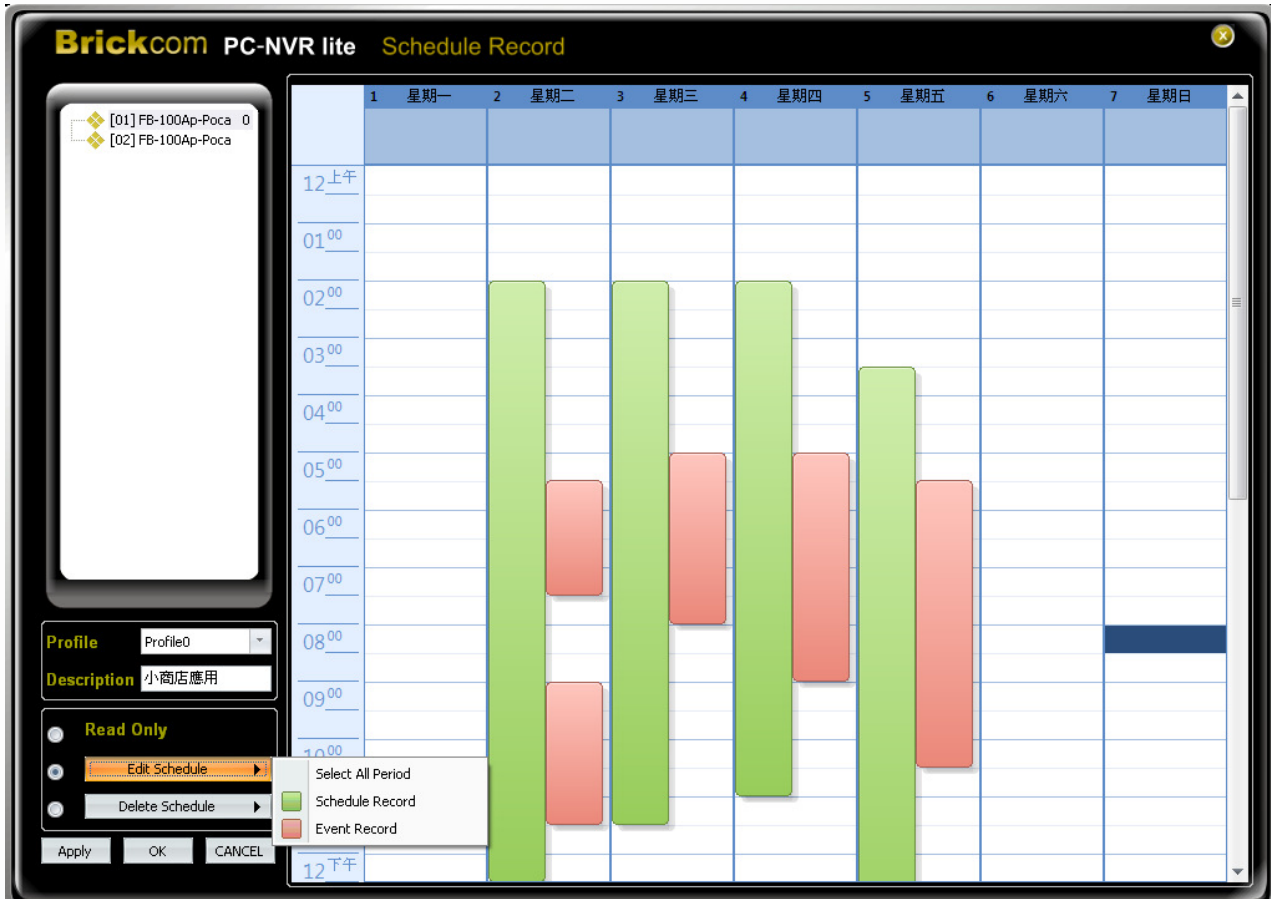 Brickcom PC-NVR lite Schedule Record
[01] FB-100Ap-Poca 0
[02] FB-100Ap-Poca
1 星期一 2 星期二 3 星期三 4 星期四 5 星期五 6 星期六 7 星期日
12 上午
01 00
02 00
03 00
04 00
05 00
06 00
07 00
08 00
09 00
10 00
12 下午
Profile Profile0
Description 小商店應用
Read Only
Edit Schedule
Delete Schedule
Select All Period
Schedule Record
Event Record
Apply OK CANCEL